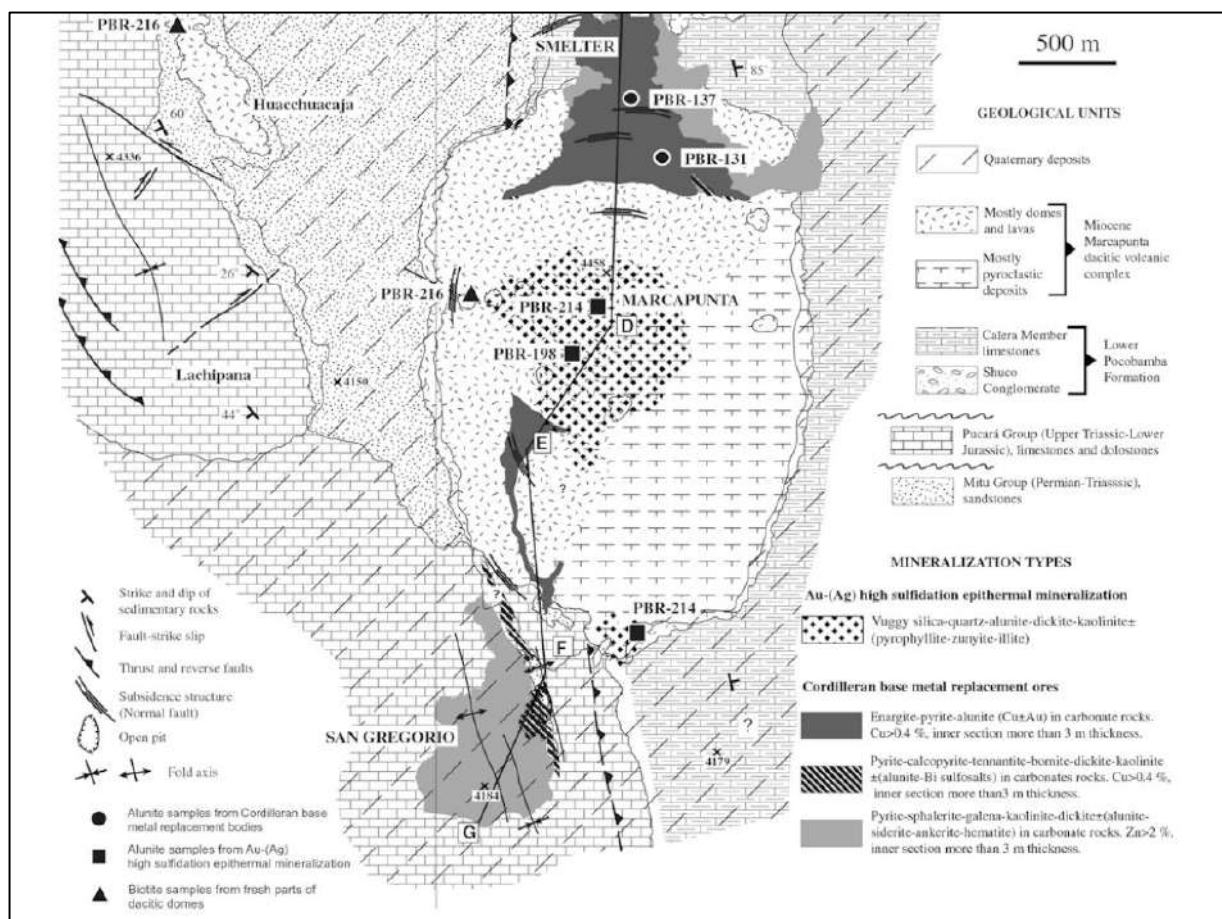 PBR-216
SMELTER
500 m
85
PBR-137
Huacchuacaja
GEOLOGICAL UNITS
60
4336
PBR-131
Quaternary deposits
Mostly domes
and lavas
Miocene
Marcapunta
dacitic volcanic
complex
Mostly
pyroclastic
deposits
26
4458
PBR-216
PBR-214
MARCAPUNTA
D
Calera Member
limestones
Shuco
Conglomerate
Lower
Pocobamba
Formation
PBR-198
Lachipana
4150
44
E
Pucará Group (Upper Triassic-Lower
Jurassic), limestones and dolostones
Mitu Group (Permian-Triasssic),
sandstones
?
MINERALIZATION TYPES
Au-(Ag) high sulfidation epithermal mineralization
Vuggy silica-quartz-alunite-dickite-kaolinite±
(pyrophyllite-zunyite-illite)
?
PBR-214
F
Strike and dip of
sedimentary rocks
Fault-strike slip
Thrust and reverse faults
Subsidence structure
(Normal fault)
Open pit
Fold axis
Cordilleran base metal replacement ores
Enargite-pyrite-alunite (Cu±Au) in carbonate rocks.
Cu>0.4 %, inner section more than 3 m thickness.
Pyrite-calcopyrite-tennantite-bornite-dickite-kaolinite
±(alunite-Bi sulfosalts) in carbonates rocks. Cu>0.4 %,
inner section more than3 m thickness.
Pyrite-sphalerite-galena-kaolinite-dickite±(alunite-
siderite-ankerite-hematite) in carbonate rocks. Zn>2 %,
inner section more than 3 m thickness.
SAN GREGORIO
?
4179
4184
G
Alunite samples from Cordilleran base
metal replacement bodies
Alunite samples from Au-(Ag)
high sulfidation epithermal mineralization
Biotite samples from fresh parts of
dacitic domes